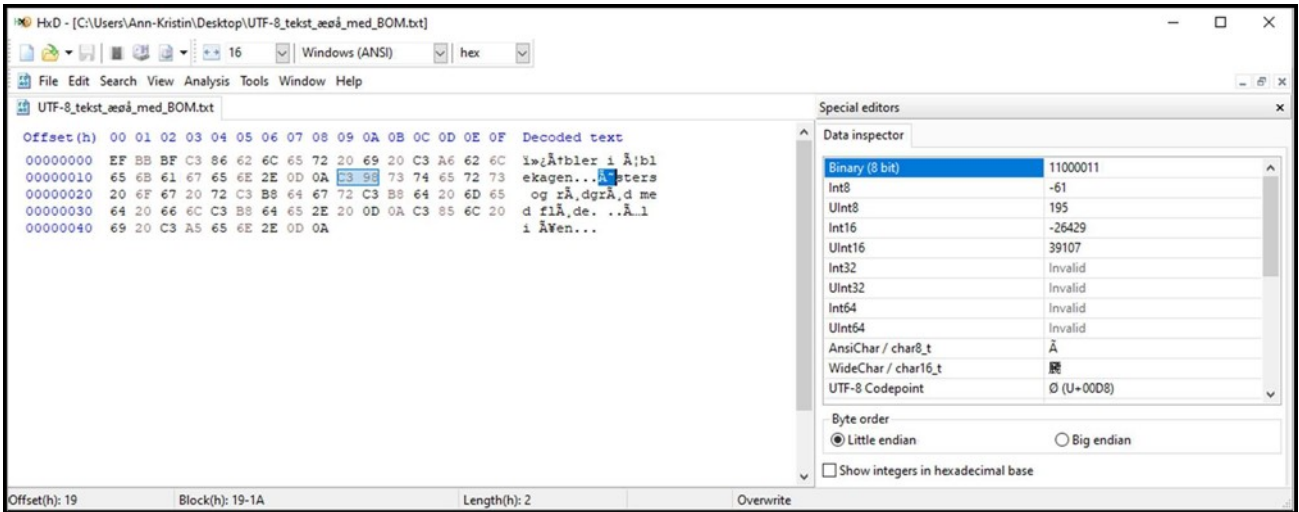 HxD - [C:\Users\Ann-Kristin\Desktop\UTF-8_tekst_æøå_med_BOM.txt]
16 Windows (ANSI) hex
File Edit Search View Analysis Tools Window Help
UTF-8_tekst_æøå_med_BOM.txt
Offset(h) 00 01 02 03 04 05 06 07 08 09 0A 0B 0C 0D 0E 0F Decoded text
00000000 EF BB BF C3 86 62 6C 65 72 20 69 20 C3 A6 62 6C ï»¿Ã†bler i Ã¦bl
00000010 65 6B 61 67 65 6E 2E 0D 0A C3 98 73 74 65 72 73 ekagen...Ã˜sters
00000020 20 6F 67 20 72 C3 B8 64 67 72 C3 B8 64 20 6D 65 og rÃ¸dgrÃ¸d me
00000030 64 20 66 6C C3 B8 64 65 2E 20 0D 0A C3 85 6C 20 d flÃ¸de. ..Ã…l
00000040 69 20 C3 A5 65 6E 2E 0D 0A i Ã¥en...
Special editors
Data inspector
Binary (8 bit) 11000011
Int8 -61
UInt8 195
Int16 -26429
UInt16 39107
Int32 Invalid
UInt32 Invalid
Int64 Invalid
UInt64 Invalid
AnsiChar / char8_t Ã
WideChar / char16_t
UTF-8 Codepoint Ø (U+00D8)
Byte order
Little endian Big endian
Show integers in hexadecimal base
Offset(h): 19 Block(h): 19-1A Length(h): 2 Overwrite